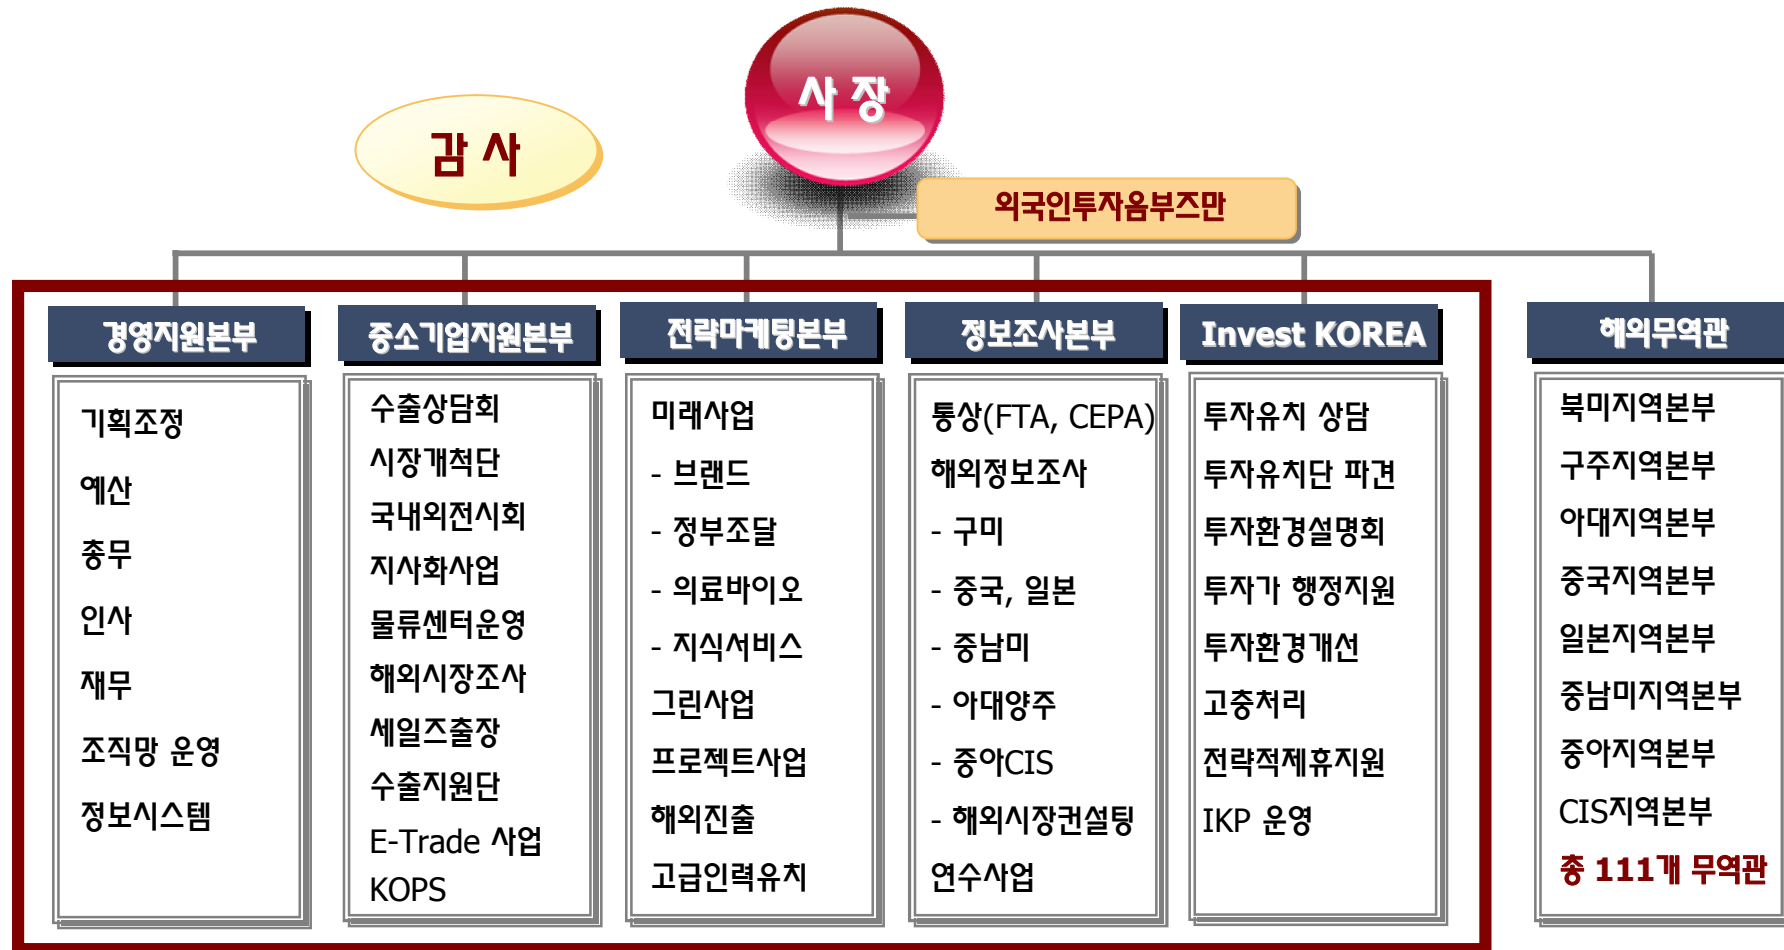 사 장
감 사
외국인투자옴부즈만
경영지원본부
기획조정
예산
총무
인사
재무
조직망 운영
정보시스템
중소기업지원본부
수출상담회
시장개척단
국내외전시회
지사화사업
물류센터운영
해외시장조사
세일즈출장
수출지원단
E-Trade 사업
KOPS
전략마케팅본부
미래사업
- 브랜드
- 정부조달
- 의료바이오
- 지식서비스
그린사업
프로젝트사업
해외진출
고급인력유치
정보조사본부
통상(FTA, CEPA)
해외정보조사
- 구미
- 중국, 일본
- 중남미
- 아대양주
- 중아CIS
- 해외시장컨설팅
연수사업
Invest KOREA
투자유치 상담
투자유치단 파견
투자환경설명회
투자가 행정지원
투자환경개선
고충처리
전략적제휴지원
IKP 운영
해외무역관
북미지역본부
구주지역본부
아대지역본부
중국지역본부
일본지역본부
중남미지역본부
중아지역본부
CIS지역본부
총 111개 무역관